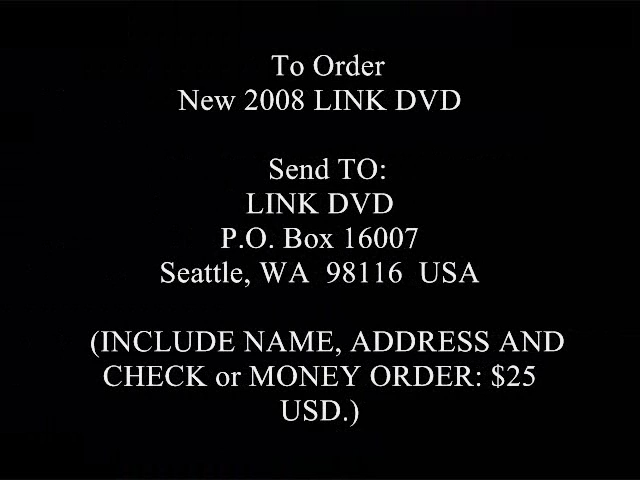 To Order
New 2008 LINK DVD
Send TO:
LINK DVD
P.O. Box 16007
Seattle, WA  98116  USA
(INCLUDE NAME, ADDRESS AND
CHECK or MONEY ORDER: $25
USD.)